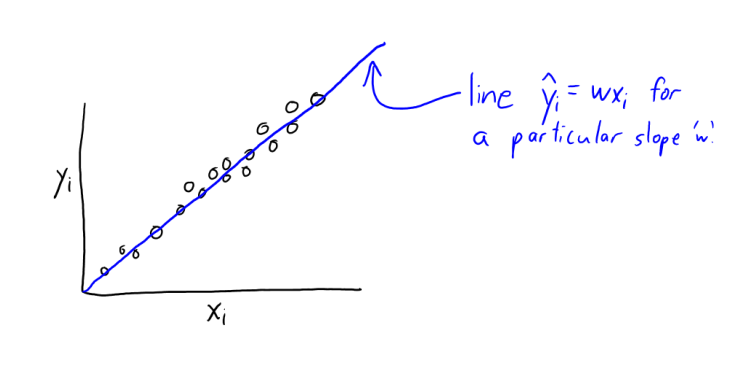 line ŷᵢ = wxᵢ for
a particular slope 'w'.
yᵢ
xᵢ